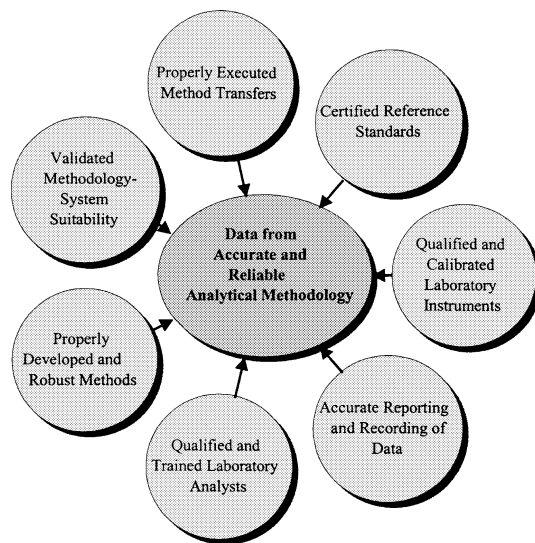 Properly Executed
Method Transfers
Certified Reference
Standards
Validated
Methodology-
System
Suitability
Data from
Accurate and
Reliable
Analytical Methodology
Qualified and
Calibrated
Laboratory
Instruments
Properly
Developed and
Robust Methods
Accurate Reporting
and Recording of
Data
Qualified and
Trained Laboratory
Analysts